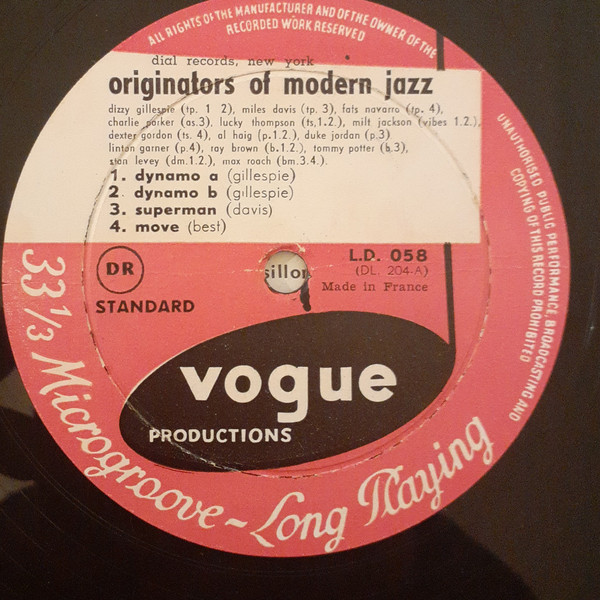 ALL RIGHTS OF THE MANUFACTURER AND OF THE OWNER OF THE
RECORDED WORK RESERVED
dial records, new york
originators of modern jazz
dizzy gillespie (tp. 1 2), miles davis (tp. 3), fats navarro (tp. 4),
charlie parker (as.3), lucky thompson (ts,1.2.), milt jackson (vibes 1.2.),
dexter gordon (ts. 4), al haig (p.1.2.), duke jordan (p.3)
linton garner (p.4), ray brown (b.1.2.), tommy potter (b.3),
stan levey (dm.1.2.), max roach (bm.3.4.).
1. dynamo a (gillespie)
2. dynamo b (gillespie)
3. superman (davis)
4. move (best)
DR
STANDARD
sillon
L.D. 058
(DL. 204-A)
Made in France
vogue
PRODUCTIONS
33 1/3 Microgroove - Long Playing
UNAUTHORISED PUBLIC PERFORMANCE, BROADCASTING AND
COPYING OF THIS RECORD PROHIBITED